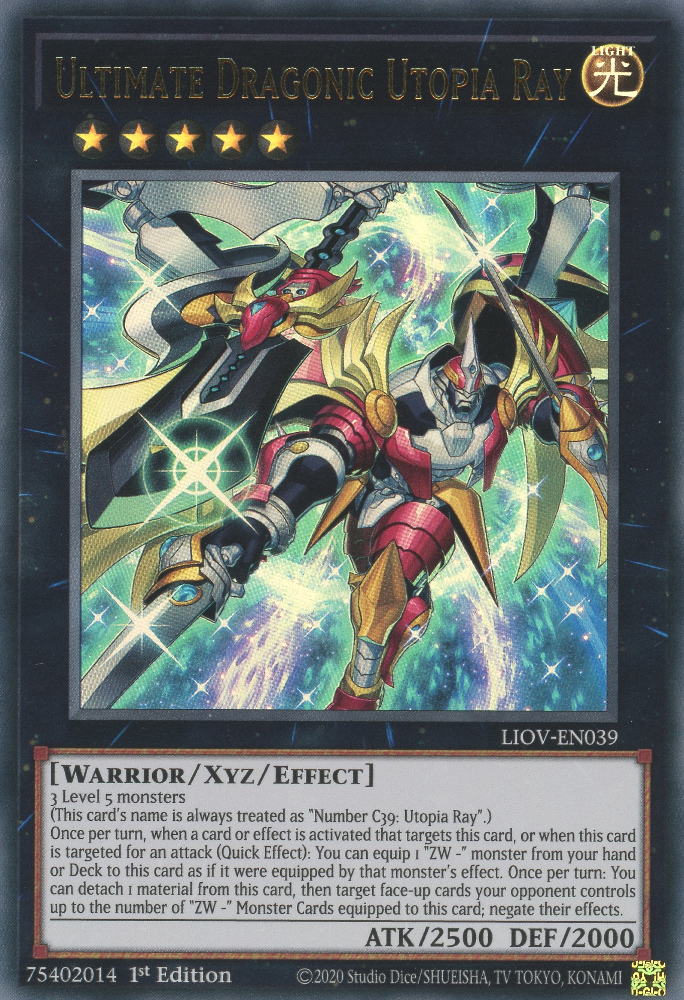 ULTIMATE DRAGONIC UTOPIA RAY
LIGHT
光
LIOV-EN039
[WARRIOR/XYZ/EFFECT]
3 Level 5 monsters
(This card's name is always treated as "Number C39: Utopia Ray".)
Once per turn, when a card or effect is activated that targets this card, or when this card
is targeted for an attack (Quick Effect): You can equip 1 "ZW -" monster from your hand
or Deck to this card as if it were equipped by that monster's effect. Once per turn: You
can detach 1 material from this card, then target face-up cards your opponent controls
up to the number of "ZW -" Monster Cards equipped to this card; negate their effects.
ATK/2500 DEF/2000
75402014 1st Edition
©2020 Studio Dice/SHUEISHA, TV TOKYO, KONAMI